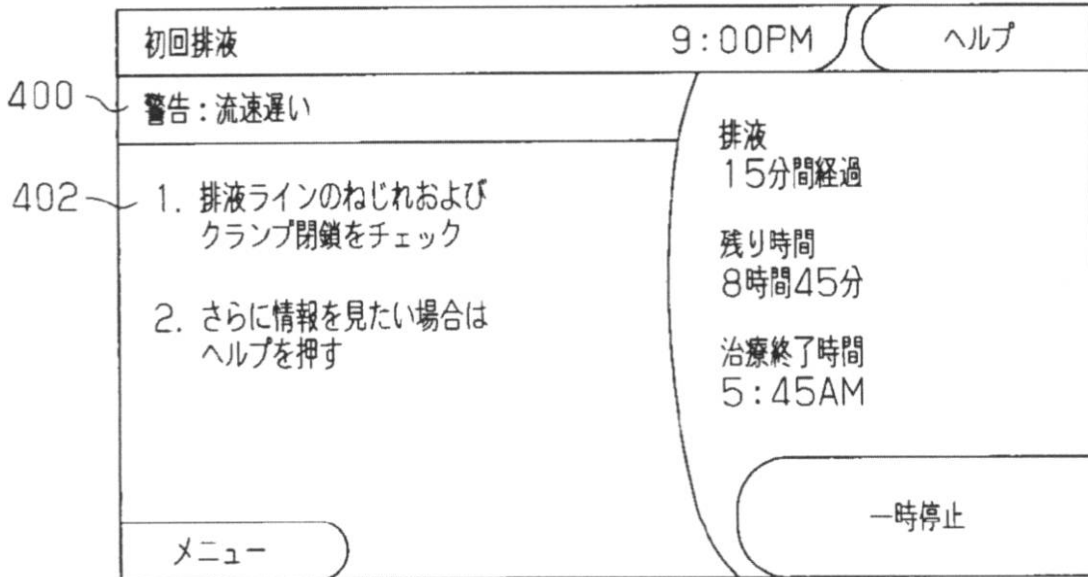 初回排液 9:00PM ヘルプ
400 警告:流速遅い
402 1. 排液ラインのねじれおよび
クランプ閉鎖をチェック
2. さらに情報を見たい場合は
ヘルプを押す
排液
15分間経過
残り時間
8時間45分
治療終了時間
5:45AM
一時停止
メニュー